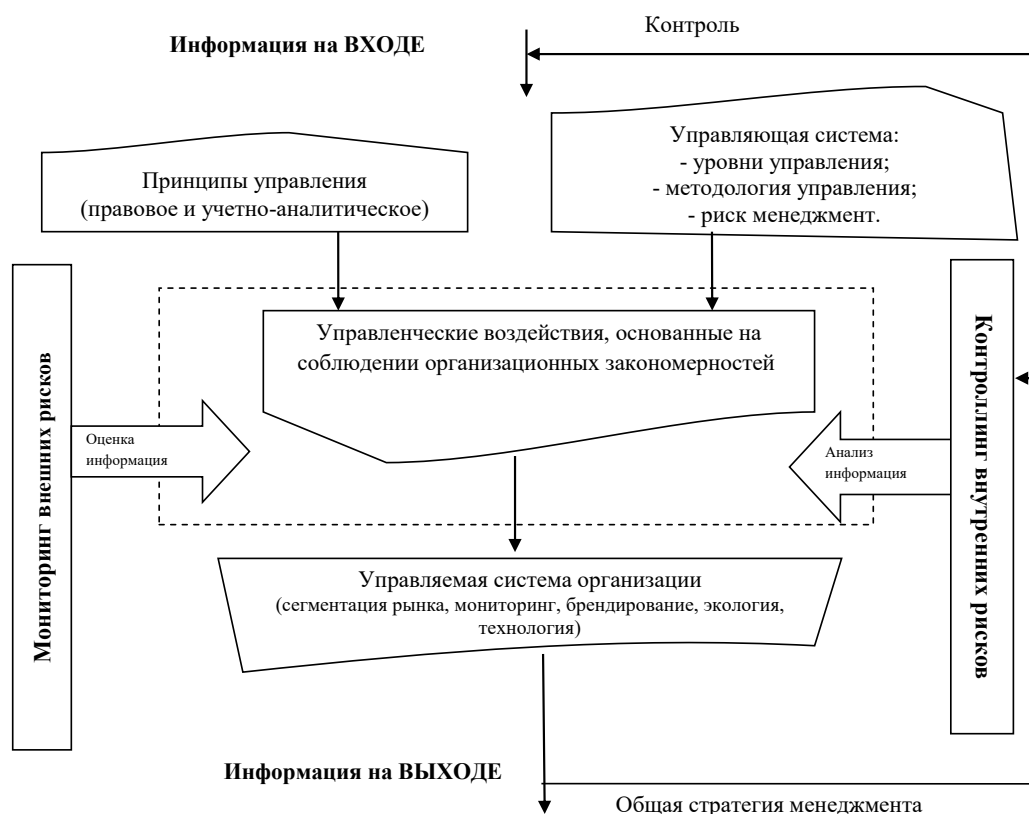 Информация на ВХОДЕ
Контроль
Принципы управления
(правовое и учетно-аналитическое)
Управляющая система:
- уровни управления;
- методология управления;
- риск менеджмент.
Мониторинг внешних рисков
Управленческие воздействия, основанные на
соблюдении организационных закономерностей
Оценка
информация
Анализ
информация
Контроллинг внутренних рисков
Управляемая система организации
(сегментация рынка, мониторинг, брендирование, экология,
технология)
Информация на ВЫХОДЕ
Общая стратегия менеджмента